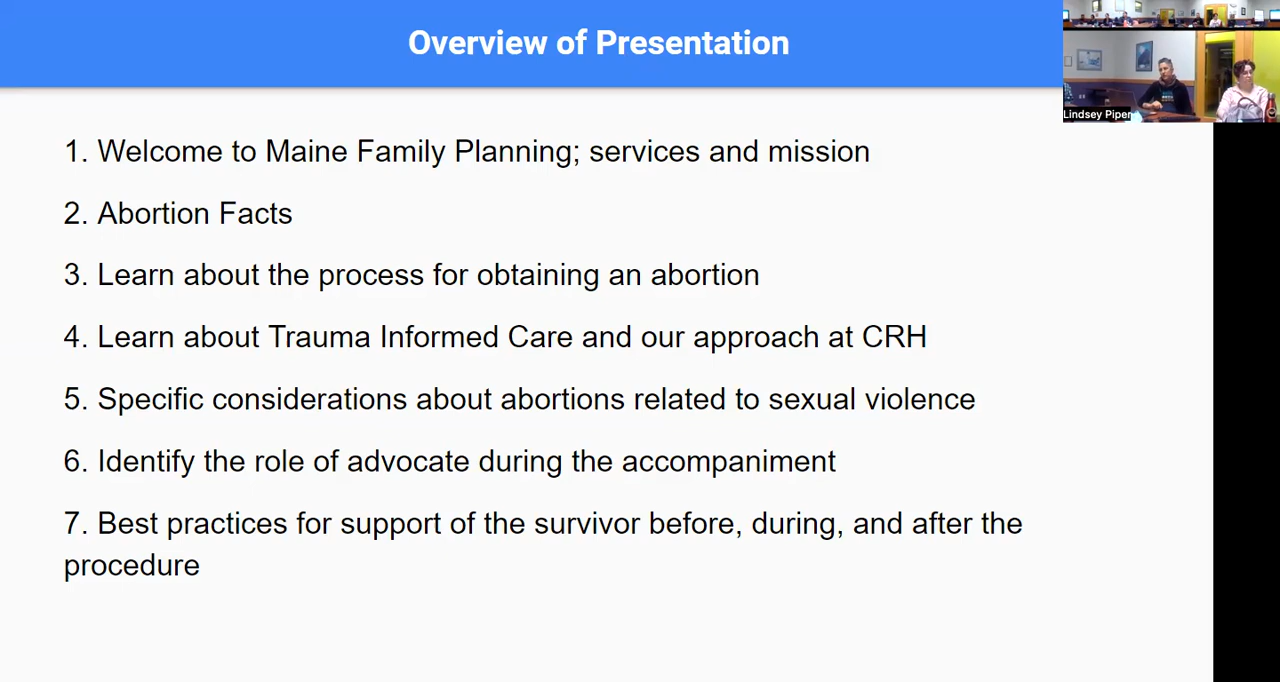 Overview of Presentation
Lindsey Piper
1. Welcome to Maine Family Planning; services and mission
2. Abortion Facts
3. Learn about the process for obtaining an abortion
4. Learn about Trauma Informed Care and our approach at CRH
5. Specific considerations about abortions related to sexual violence
6. Identify the role of advocate during the accompaniment
7. Best practices for support of the survivor before, during, and after the
procedure